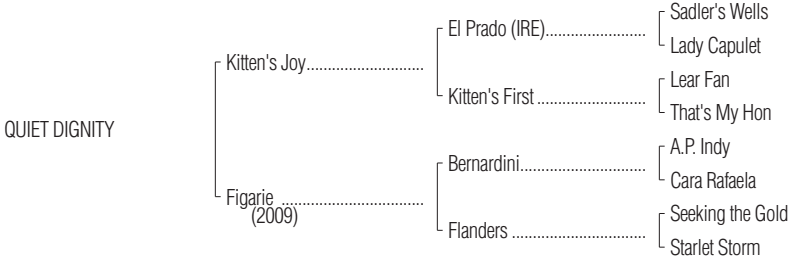 Sadler's Wells
El Prado (IRE)
Lady Capulet
Kitten's Joy
Lear Fan
Kitten's First
That's My Hon
QUIET DIGNITY
A.P. Indy
Bernardini
Cara Rafaela
Figarie
(2009)
Seeking the Gold
Flanders
Starlet Storm